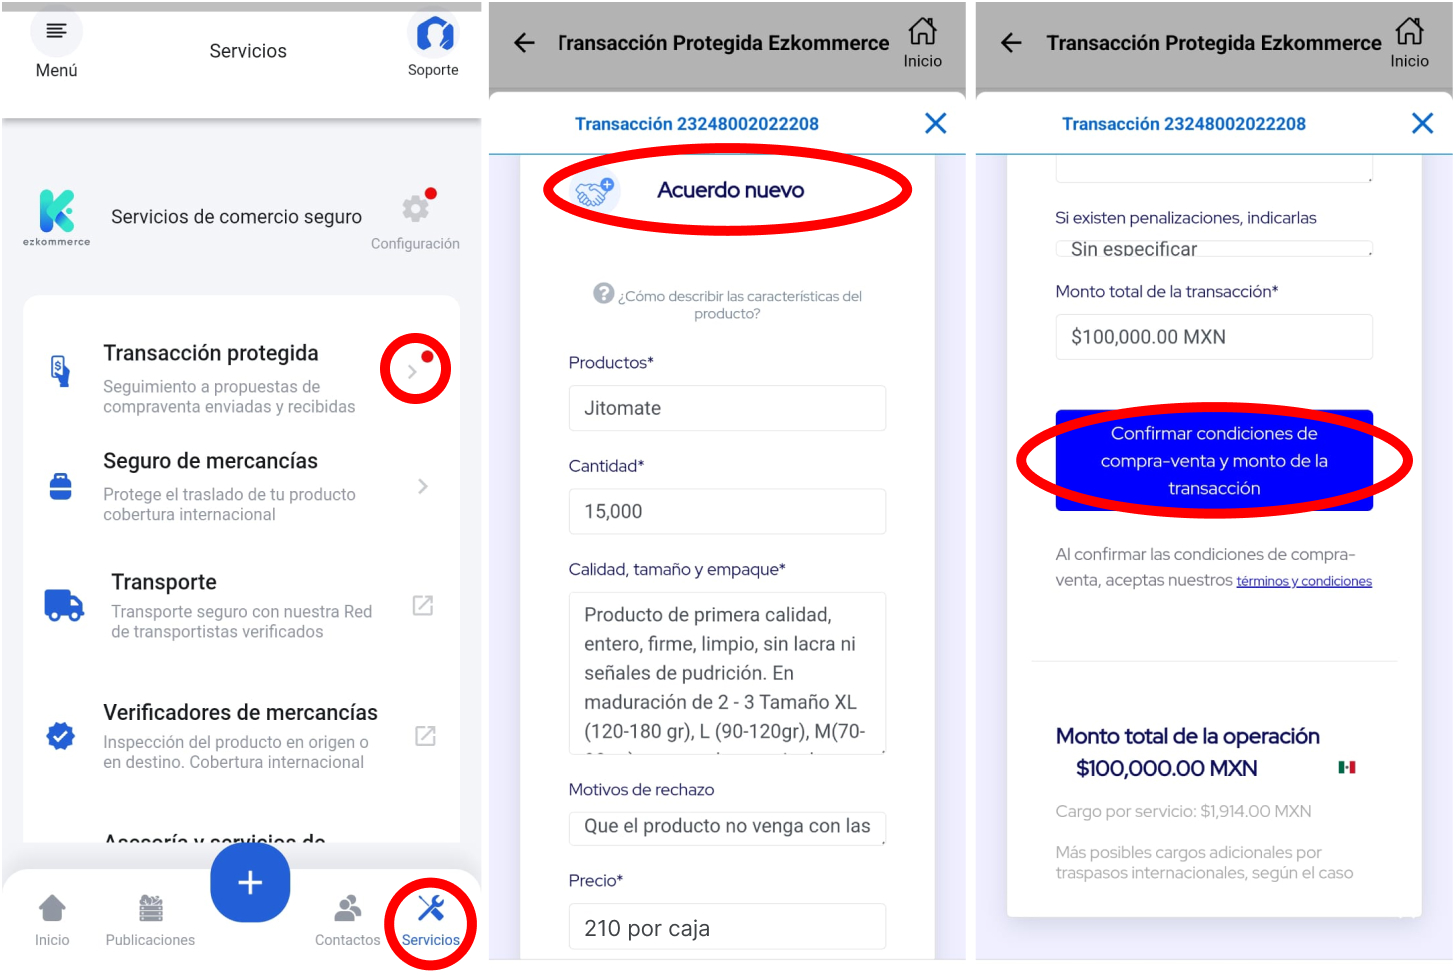 Menú
Servicios
Soporte
ezkommerce
Servicios de comercio seguro
Configuración
Transacción protegida
Seguimiento a propuestas de
compraventa enviadas y recibidas
Seguro de mercancías
Protege el traslado de tu producto
cobertura internacional
Transporte
Transporte seguro con nuestra Red
de transportistas verificados
Verificadores de mercancías
Inspección del producto en origen o
en destino. Cobertura internacional
Asesoría y servicios de
Inicio
Publicaciones
Contactos
Servicios
Transacción Protegida Ezkommerce
Inicio
Transacción 23248002022208
Acuerdo nuevo
¿Cómo describir las características del
producto?
Productos*
Jitomate
Cantidad*
15,000
Calidad, tamaño y empaque*
Producto de primera calidad,
entero, firme, limpio, sin lacra ni
señales de pudrición. En
maduración de 2 - 3 Tamaño XL
(120-180 gr), L (90-120gr), M(70-
Motivos de rechazo
Que el producto no venga con las
Precio*
210 por caja
Transacción Protegida Ezkommerce
Inicio
Transacción 23248002022208
Si existen penalizaciones, indicarlas
Sin especificar
Monto total de la transacción*
$100,000.00 MXN
Confirmar condiciones de
compra-venta y monto de la
transacción
Al confirmar las condiciones de compra-
venta, aceptas nuestros términos y condiciones
Monto total de la operación
$100,000.00 MXN
Cargo por servicio: $1,914.00 MXN
Más posibles cargos adicionales por
traspasos internacionales, según el caso